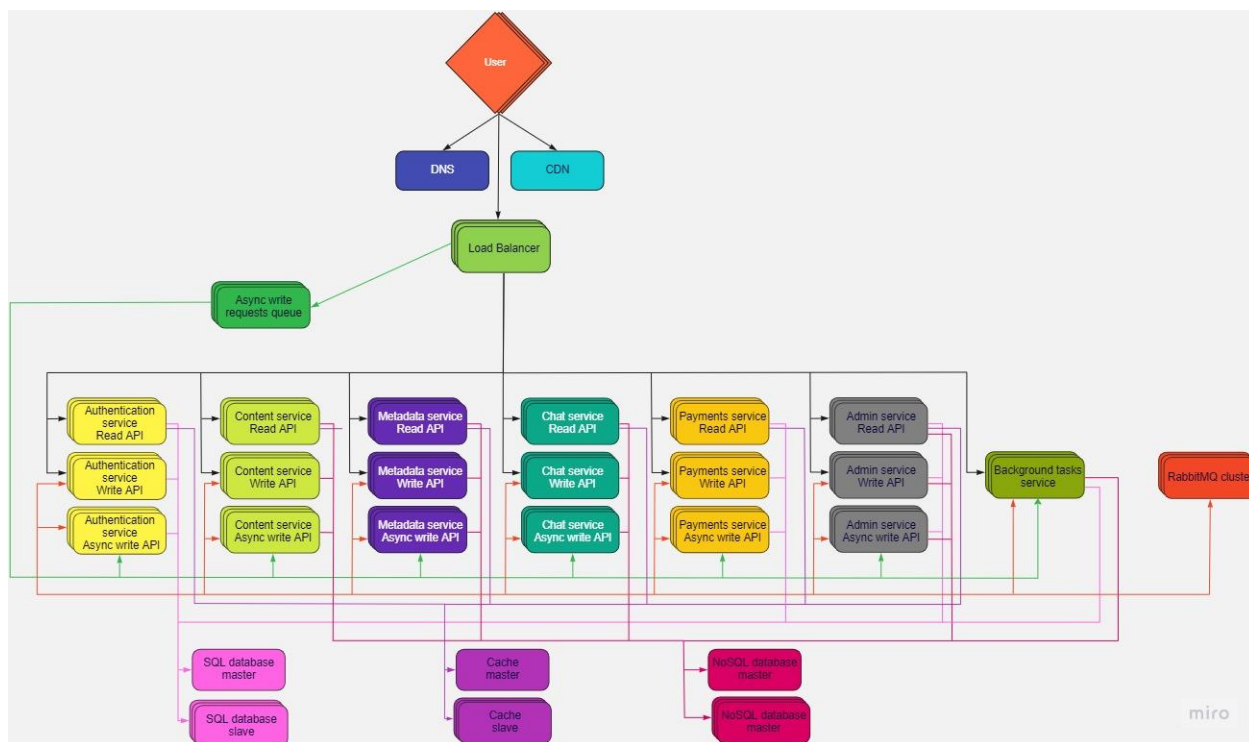 User
DNS
CDN
Load Balancer
Async write
requests queue
Authentication
service
Read API
Content service
Read API
Metadata service
Read API
Chat service
Read API
Payments service
Read API
Admin service
Read API
Authentication
service
Write API
Content service
Write API
Metadata service
Write API
Chat service
Write API
Payments service
Write API
Admin service
Write API
Background tasks
service
RabbitMQ cluster
Authentication
service
Async write API
Content service
Async write API
Metadata service
Async write API
Chat service
Async write API
Payments service
Async write API
Admin service
Async write API
SQL database
master
Cache
master
NoSQL database
master
SQL database
slave
Cache
slave
NoSQL database
master
miro